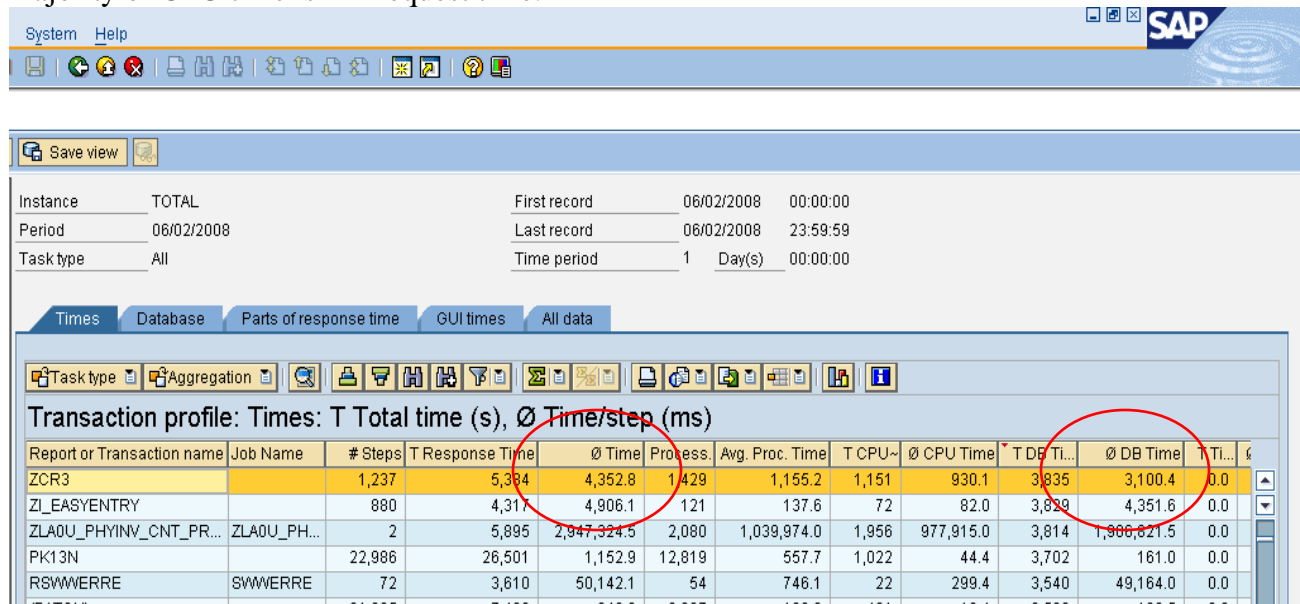 System Help
SAP
Save view
Instance TOTAL First record 06/02/2008 00:00:00
Period 06/02/2008 Last record 06/02/2008 23:59:59
Task type All Time period 1 Day(s) 00:00:00
Times Database Parts of response time GUI times All data
Task type Aggregation
Transaction profile: Times: T Total time (s), Ø Time/step (ms)
Report or Transaction name Job Name # Steps T Response Time Ø Time Process. Avg. Proc. Time T CPU~ Ø CPU Time T DB Ti... Ø DB Time T Ti...
ZCR3 1,237 5,384 4,352.8 1,429 1,155.2 1,151 930.1 3,835 3,100.4 0.0
ZI_EASYENTRY 880 4,317 4,906.1 121 137.6 72 82.0 3,829 4,351.6 0.0
ZLA0U_PHYINV_CNT_PR... ZLA0U_PH... 2 5,895 2,947,324.5 2,080 1,039,974.0 1,956 977,915.0 3,814 0.0
PK13N 22,986 26,501 1,152.9 12,819 557.7 1,022 44.4 3,702 161.0 0.0
RSWWERRE SWWERRE 72 3,610 50,142.1 54 746.1 22 299.4 3,540 49,164.0 0.0